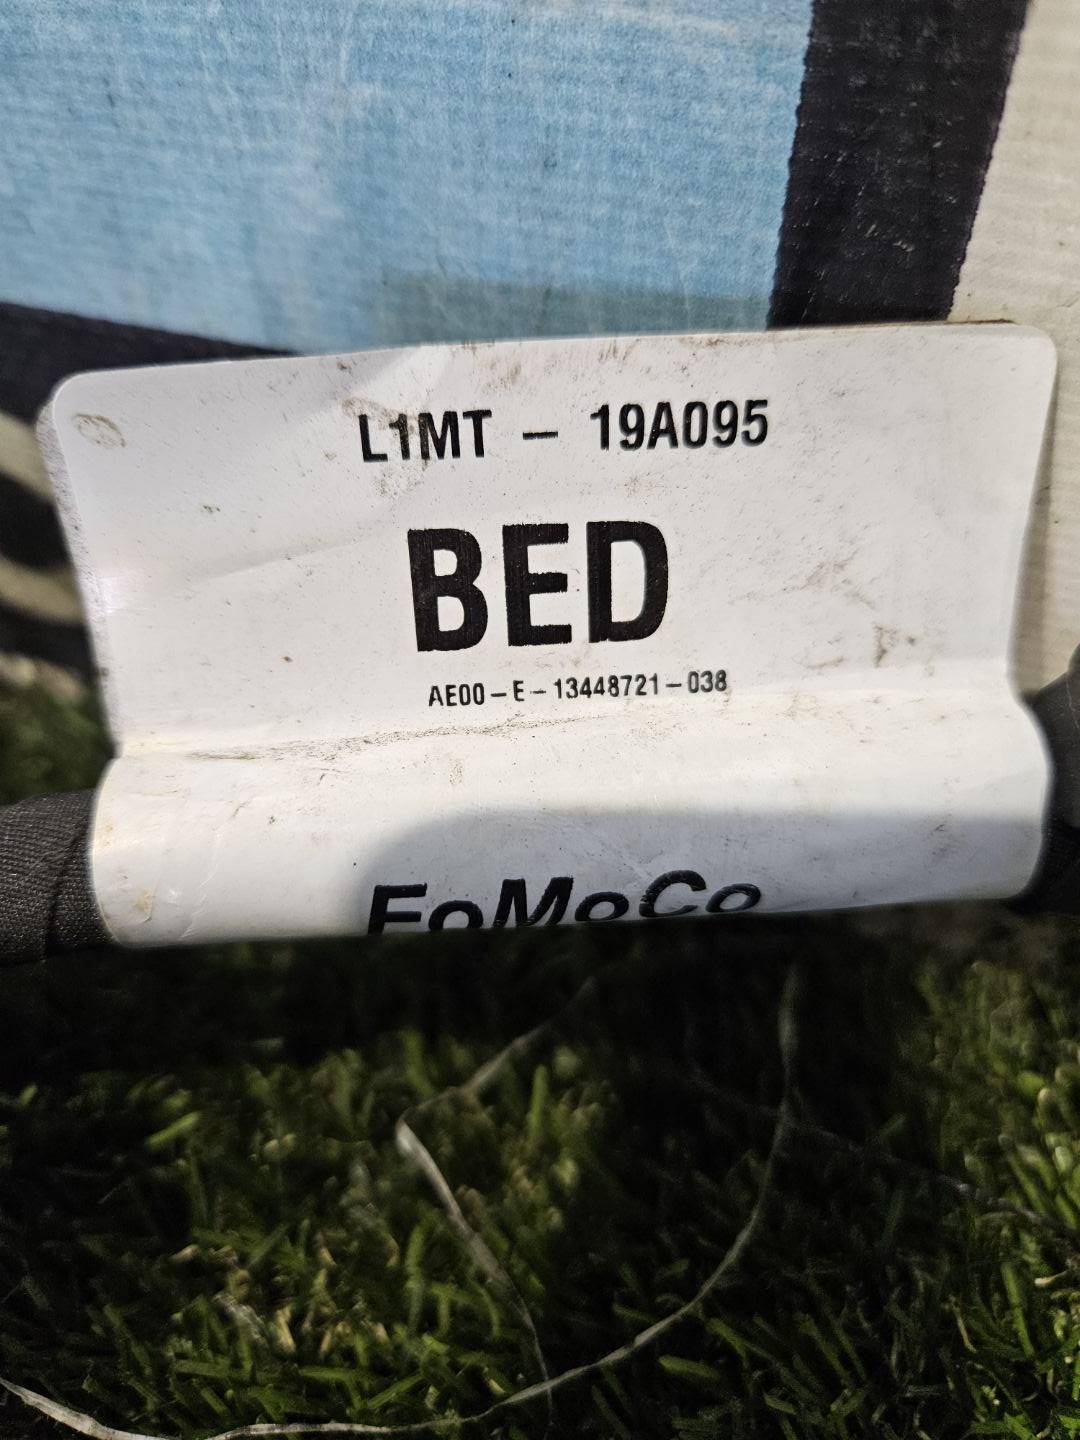 L1MT - 19A095
BED
AE00-E-13448721-038
FoMoCo